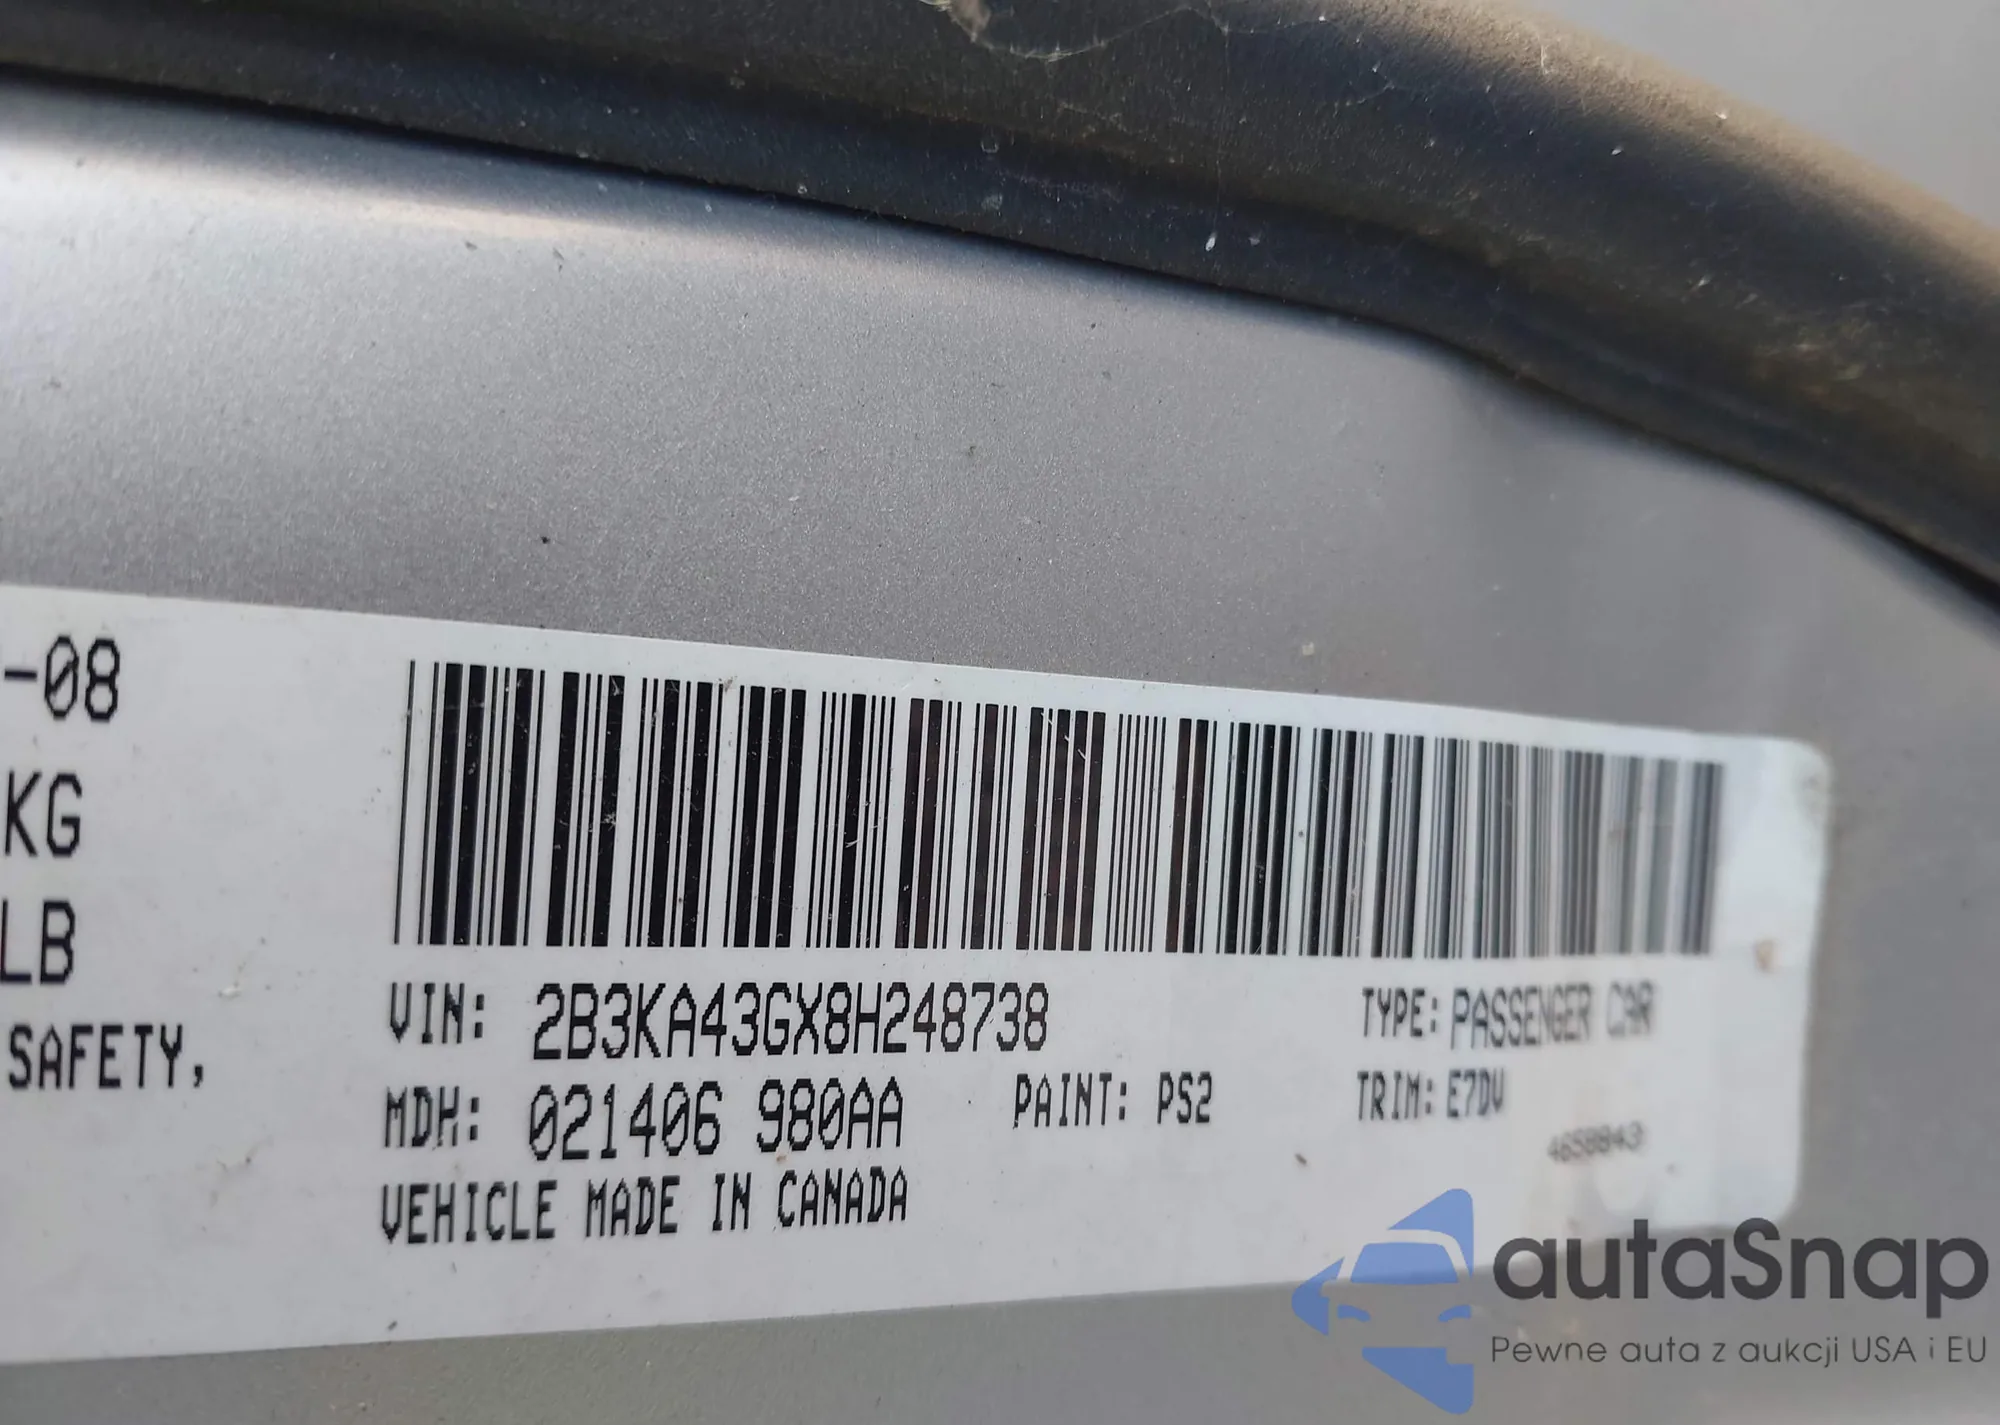 -08
KG
LB
SAFETY,
VIN: 2B3KA43GX8H248738
TYPE: PASSENGER CAR
MDH: 021406 980AA
PAINT: PS2
TRIM: E7DV
VEHICLE MADE IN CANADA
4658843
autaSnap
Pewne auta z aukcji USA i EU